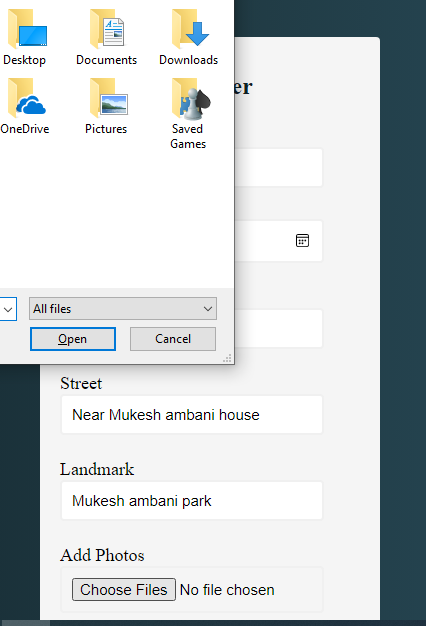 Desktop Documents Downloads
OneDrive Pictures Saved Games
All files
Open Cancel
Street
Near Mukesh ambani house
Landmark
Mukesh ambani park
Add Photos
Choose Files No file chosen